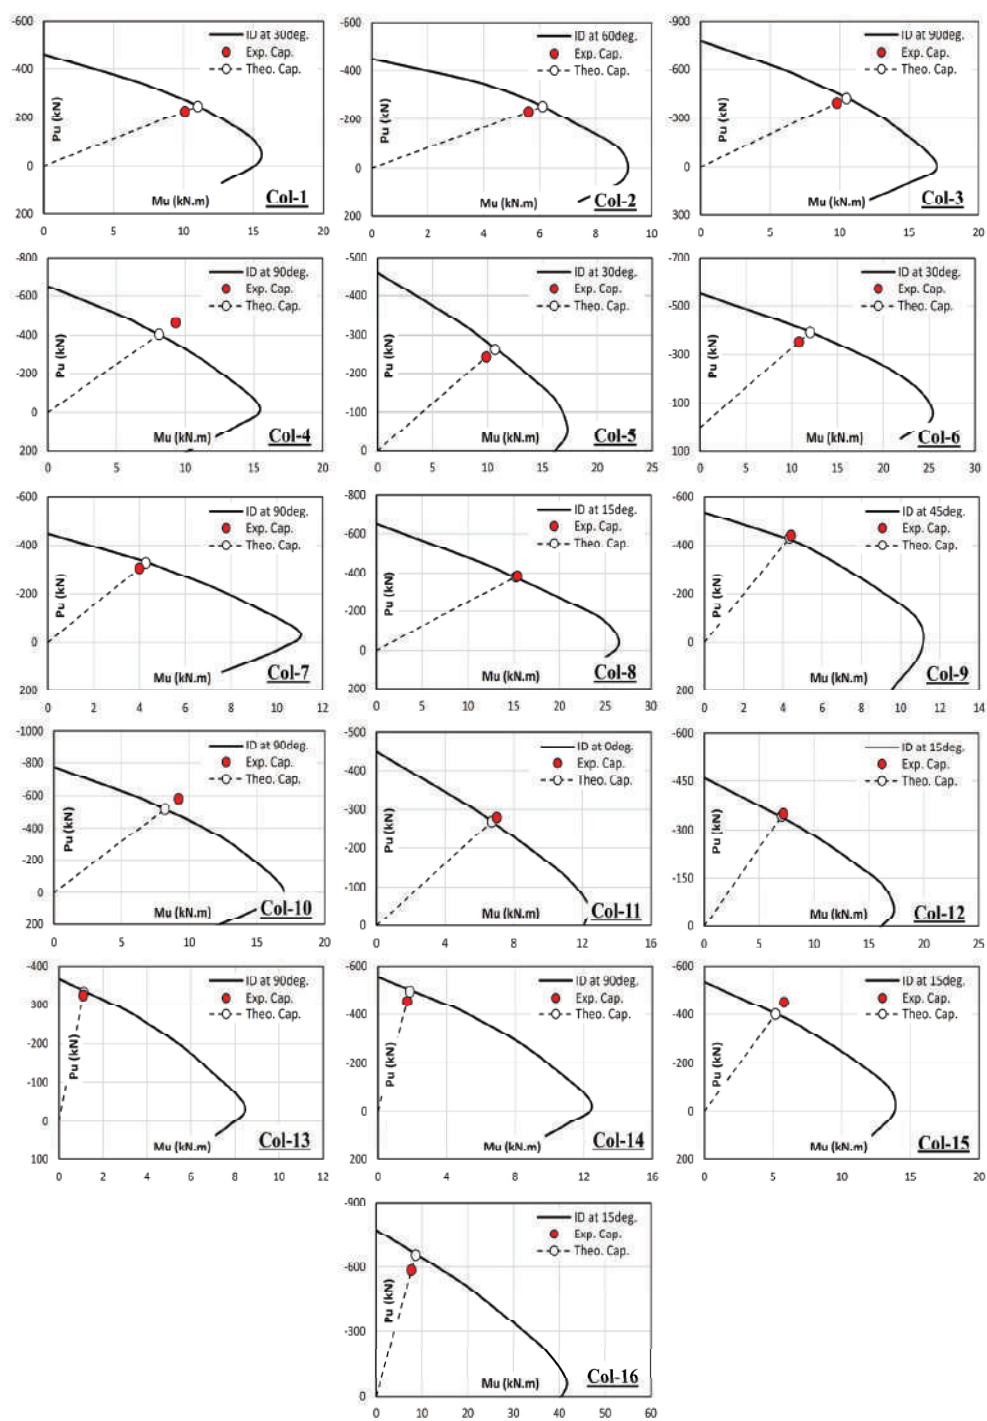 -600
-400
-200
0
200
Pu (kN)
ID at 30deg.
Exp. Cap.
Theo. Cap.
Mu (kN.m)
Col-1
0 5 10 15 20
-600
-400
-200
0
200
Pu (kN)
ID at 60deg.
Exp. Cap.
Theo. Cap.
Mu (kN.m)
Col-2
0 2 4 6 8 10
-900
-600
-300
0
300
Pu (kN)
ID at 90deg.
Exp. Cap.
Theo. Cap.
Mu (kN.m)
Col-3
0 5 10 15 20
-800
-600
-400
-200
0
200
Pu (kN)
ID at 90deg.
Exp. Cap.
Theo. Cap.
Mu (kN.m)
Col-4
0 5 10 15 20
-500
-400
-300
-200
-100
0
Pu (kN)
ID at 30deg.
Exp. Cap.
Theo. Cap.
Mu (kN.m)
Col-5
0 5 10 15 20 25
-700
-500
-300
-100
100
Pu (kN)
ID at 30deg.
Exp. Cap.
Theo. Cap.
Mu (kN.m)
Col-6
0 5 10 15 20 25 30
-600
-400
-200
0
200
Pu (kN)
ID at 90deg.
Exp. Cap.
Theo. Cap.
Mu (kN.m)
Col-7
0 2 4 6 8 10 12
-800
-600
-400
-200
0
200
Pu (kN)
ID at 15deg.
Exp. Cap.
Theo. Cap.
Mu (kN.m)
Col-8
0 5 10 15 20 25 30
-600
-400
-200
0
200
Pu (kN)
ID at 45deg.
Exp. Cap.
Theo. Cap.
Mu (kN.m)
Col-9
0 2 4 6 8 10 12 14
-1000
-800
-600
-400
-200
0
200
Pu (kN)
ID at 90deg.
Exp. Cap.
Theo. Cap.
Mu (kN.m)
Col-10
0 5 10 15 20
-500
-400
-300
-200
-100
0
Pu (kN)
ID at 0deg.
Exp. Cap.
Theo. Cap.
Mu (kN.m)
Col-11
0 4 8 12 16
-600
-450
-300
-150
0
Pu (kN)
ID at 15deg.
Exp. Cap.
Theo. Cap.
Mu (kN.m)
Col-12
0 5 10 15 20 25
-400
300
-200
-100
0
100
Pu (kN)
ID at 90deg.
Exp. Cap.
Theo. Cap.
Mu (kN.m)
Col-13
0 2 4 6 8 10 12
-600
-400
-200
0
200
Pu (kN)
ID at 90deg.
Exp. Cap.
Theo. Cap.
Mu (kN.m)
Col-14
0 4 8 12 16
-600
-400
-200
0
200
Pu (kN)
ID at 15deg.
Exp. Cap.
Theo. Cap.
Mu (kN.m)
Col-15
0 5 10 15 20
-900
-600
-300
0
Pu (kN)
ID at 15deg.
Exp. Cap.
Theo. Cap.
Mu (kN.m)
Col-16
0 10 20 30 40 50 60